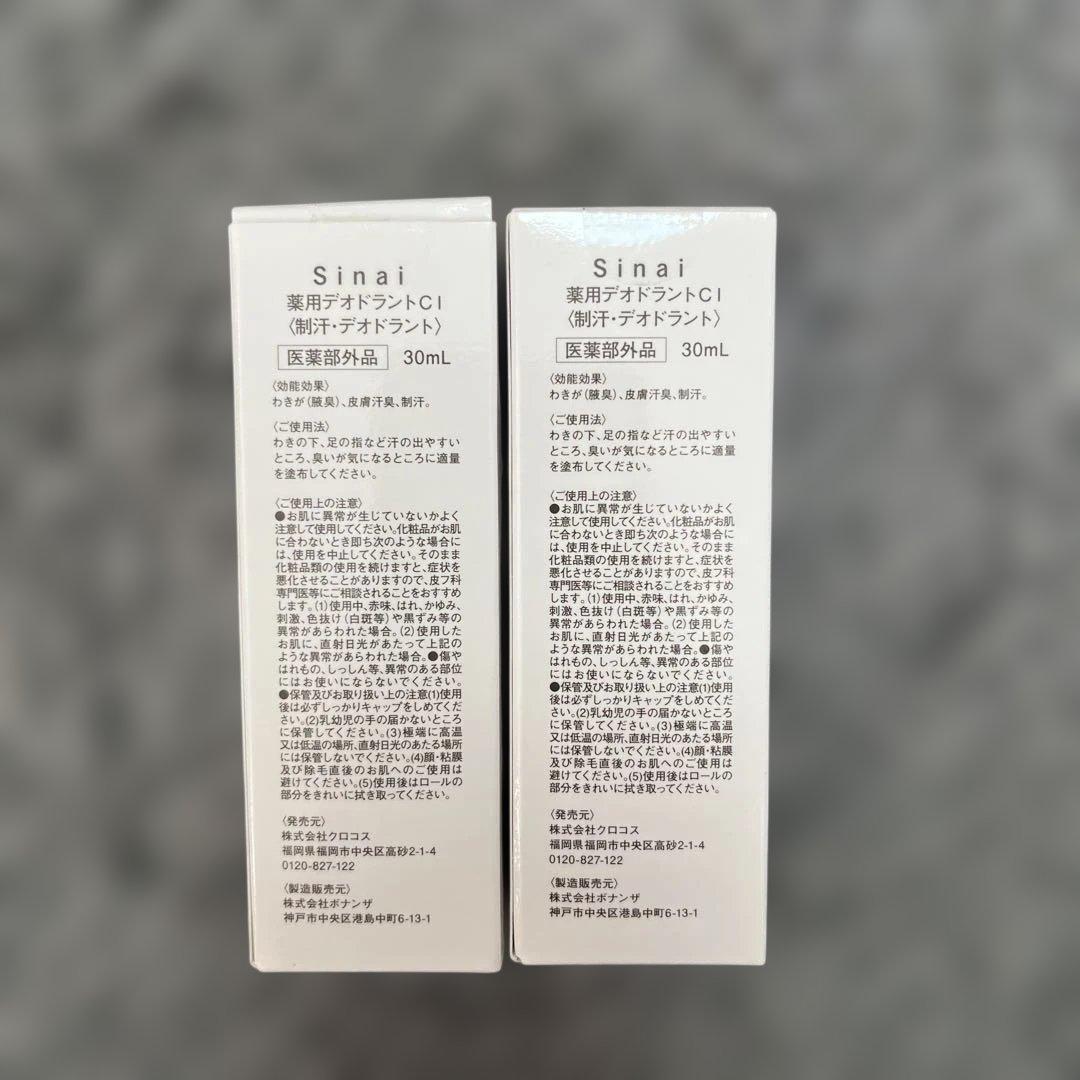 Sinai
薬用デオドラントCI
〈制汗・デオドラント〉
医薬部外品 30mL
〈効能効果〉
わきが（腋臭）、皮膚汗臭、制汗。
〈ご使用法〉
わきの下、足の指など汗の出やすい
ところ、臭いが気になるところに適量
を塗布してください。
〈ご使用上の注意〉
●お肌に異常が生じていないかよく
注意して使用してください。化粧品がお肌
に合わないとき即ち次のような場合に
は、使用を中止してください。そのまま
化粧品類の使用を続けますと、症状を
悪化させることがありますので、皮フ科
専門医等にご相談されることをおすすめ
します。(1)使用中、赤味、はれ、かゆみ、
刺激、色抜け（白斑等）や黒ずみ等の
異常があらわれた場合。(2)使用した
お肌に、直射日光があたって上記の
ような異常があらわれた場合。●傷や
はれもの、しっしん等、異常のある部位
にはお使いにならないでください。
●保管及びお取り扱い上の注意(1)使用
後は必ずしっかりキャップをしめてくだ
さい。(2)乳幼児の手の届かないところ
に保管してください。(3)極端に高温
又は低温の場所、直射日光のあたる場所
には保管しないでください。(4)顔・粘膜
及び除毛直後のお肌へのご使用は
避けてください。(5)使用後はロールの
部分をきれいに拭き取ってください。
〈発売元〉
株式会社クロコス
福岡県福岡市中央区高砂2-1-4
0120-827-122
〈製造販売元〉
株式会社ボナンザ
神戸市中央区港島中町6-13-1
Sinai
薬用デオドラントCI
〈制汗・デオドラント〉
医薬部外品 30mL
〈効能効果〉
わきが（腋臭）、皮膚汗臭、制汗。
〈ご使用法〉
わきの下、足の指など汗の出やすい
ところ、臭いが気になるところに適量
を塗布してください。
〈ご使用上の注意〉
●お肌に異常が生じていないかよく
注意して使用してください。化粧品がお肌
に合わないとき即ち次のような場合に
は、使用を中止してください。そのまま
化粧品類の使用を続けますと、症状を
悪化させることがありますので、皮フ科
専門医等にご相談されることをおすすめ
します。(1)使用中、赤味、はれ、かゆみ、
刺激、色抜け（白斑等）や黒ずみ等の
異常があらわれた場合。(2)使用した
お肌に、直射日光があたって上記の
ような異常があらわれた場合。●傷や
はれもの、しっしん等、異常のある部位
にはお使いにならないでください。
●保管及びお取り扱い上の注意(1)使用
後は必ずしっかりキャップをしめてくだ
さい。(2)乳幼児の手の届かないところ
に保管してください。(3)極端に高温
又は低温の場所、直射日光のあたる場所
には保管しないでください。(4)顔・粘膜
及び除毛直後のお肌へのご使用は
避けてください。(5)使用後はロールの
部分をきれいに拭き取ってください。
〈発売元〉
株式会社クロコス
福岡県福岡市中央区高砂2-1-4
0120-827-122
〈製造販売元〉
株式会社ボナンザ
神戸市中央区港島中町6-13-1